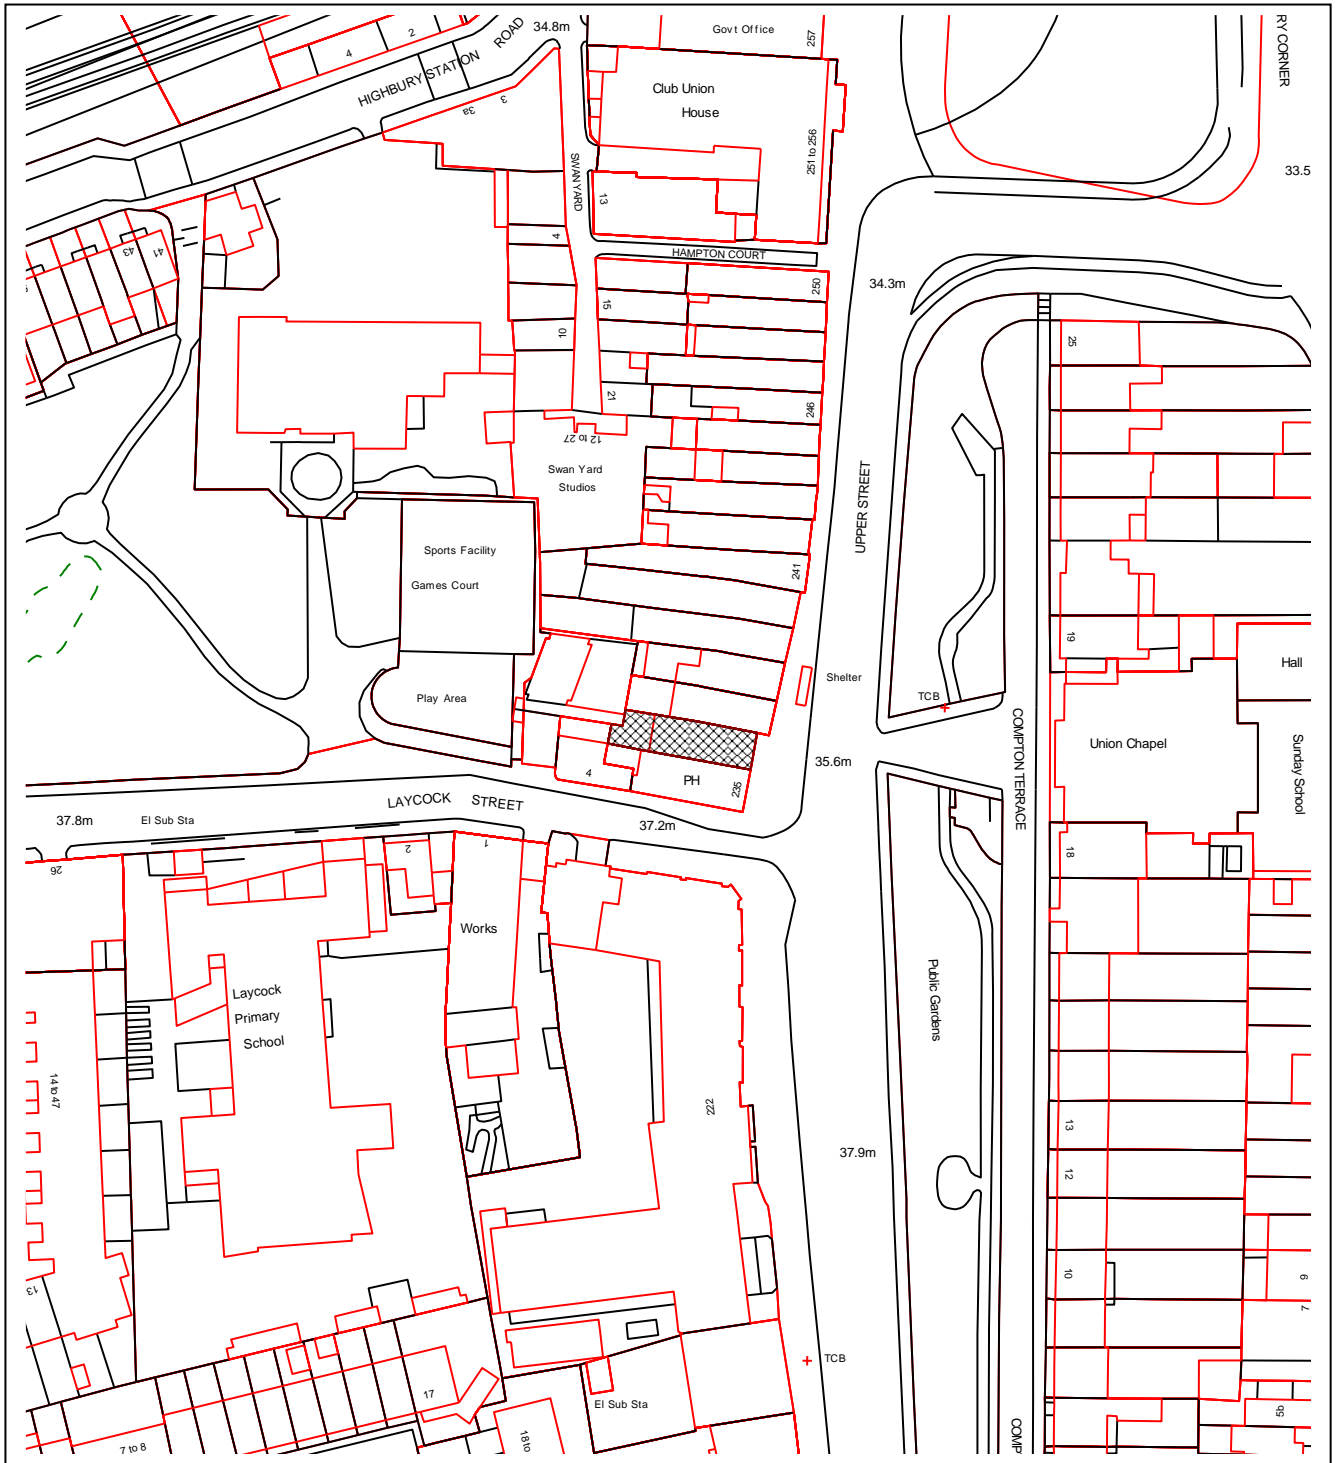 34.8m
Govt Office
257
RY CORNER
2
4
HIGHBURY STATION ROAD
3
3a
Club Union
House
251 to 256
SWAN YARD
33.5
13
4
HAMPTON COURT
43
41
34.3m
250
15
10
25
21
246
12 to 27
Swan Yard
Studios
UPPER STREET
Sports Facility
Games Court
241
19
Hall
Shelter
TCB
Play Area
COMPTON TERRACE
Union Chapel
Sunday School
35.6m
4
PH
235
LAYCOCK STREET
37.8m
El Sub Sta
37.2m
26
2
1
18
Works
Public Gardens
Laycock
Primary
School
14 to 47
222
13
37.9m
12
13
10
6
7
TCB
17
El Sub Sta
5b
7 to 8
18 to
COMP